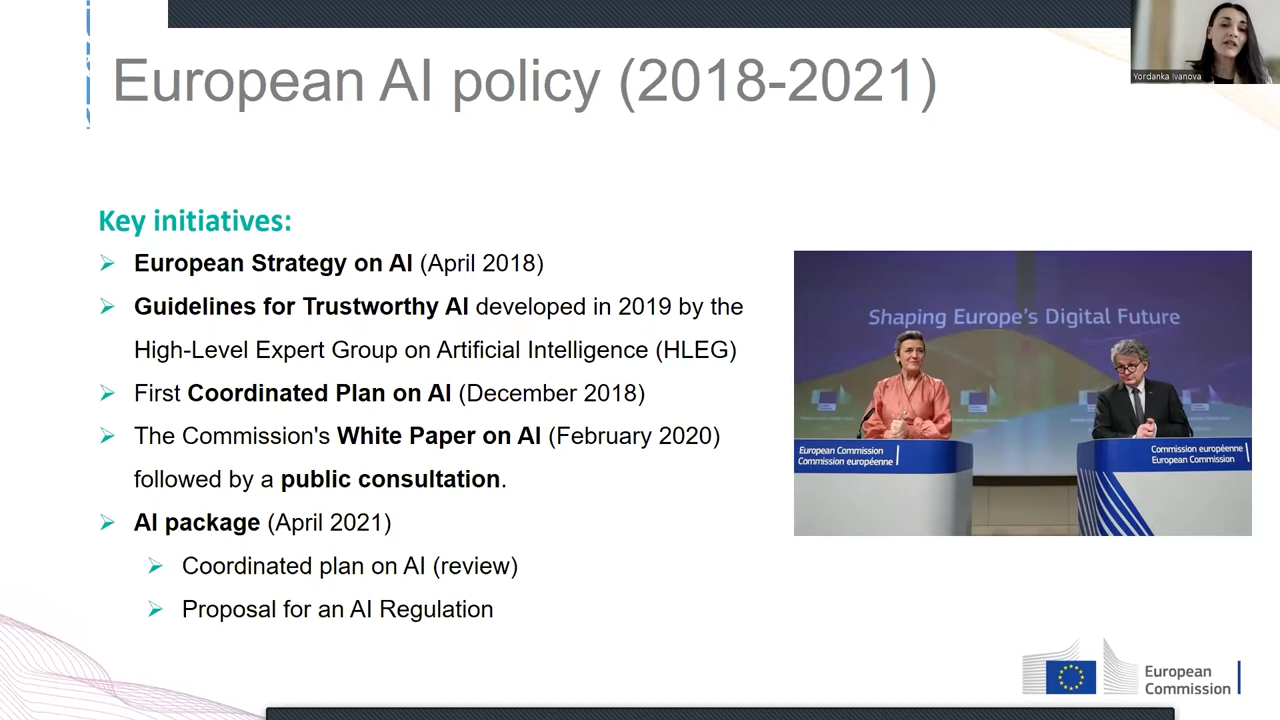 Yordanka Ivanova
European AI policy (2018-2021)
Key initiatives:
European Strategy on AI (April 2018)
Guidelines for Trustworthy AI developed in 2019 by the
High-Level Expert Group on Artificial Intelligence (HLEG)
First Coordinated Plan on AI (December 2018)
The Commission's White Paper on AI (February 2020)
followed by a public consultation.
AI package (April 2021)
Coordinated plan on AI (review)
Proposal for an AI Regulation
Shaping Europe's Digital Future
European Commission
Commission européenne
Commission européenne
European Commission
European
Commission